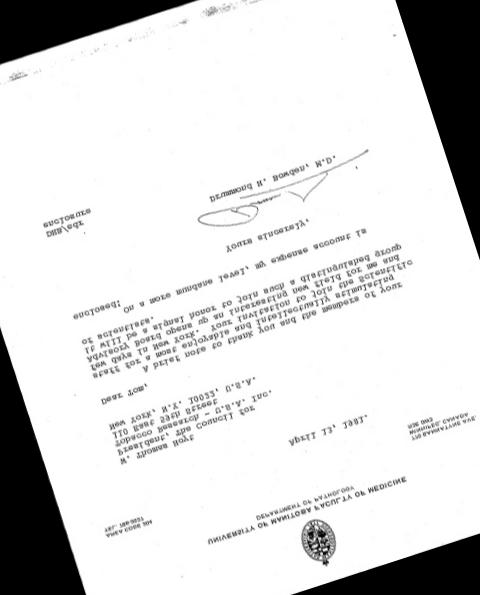 UNIVERSITY OF MANITOBA FACULTY OF MEDICINE
DEPARTMENT OF PATHOLOGY
AREA CODE 204
TEL.
770 BANNATYNE AVE.
WINNIPEG, CANADA
R3E 0W3
April 13, 1981.
W. Thomas Hoyt
President, The Council for
Tobacco Research - U.S.A. Inc.
110 East 59th Street
New York, N.Y. 10022, U.S.A.
Dear Tom,
A brief note to thank you and the members of your
staff for a most enjoyable and intellectually stimulating
few days in New York. Your invitation to join the Scientific
Advisory Board opens up an interesting new field for me and
it will be a signal honor to join such a distinguished group
of scientists.
On a more mundane level, my expense account is
enclosed:
Yours sincerely,
Drummond H. Bowden, M.D.
DHB/edr
enclosure